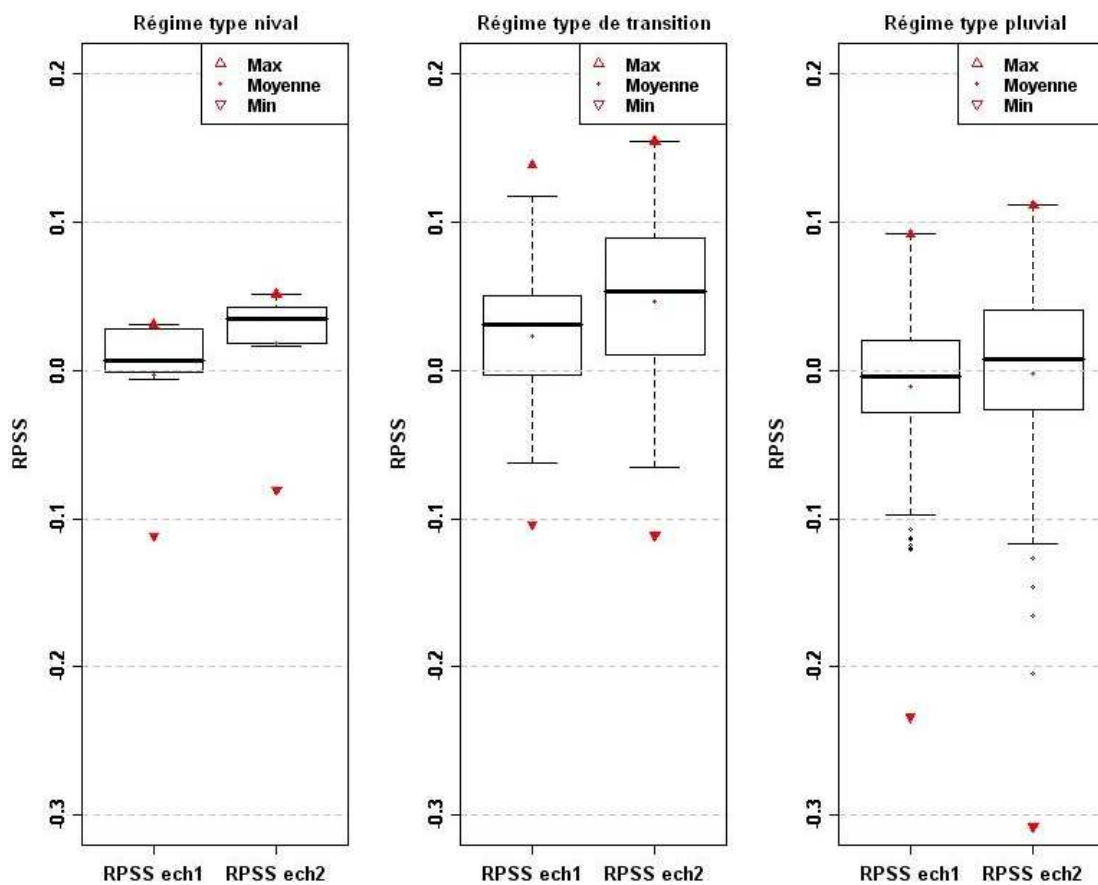 Régime type nival
Régime type de transition
Régime type pluvial
Max
Moyenne
Min
Max
Moyenne
Min
Max
Moyenne
Min
RPSS
0.2
0.1
0.0
-0.1
-0.2
-0.3
RPSS
0.2
0.1
0.0
-0.1
-0.2
-0.3
RPSS
0.2
0.1
0.0
-0.1
-0.2
-0.3
RPSS ech1 RPSS ech2
RPSS ech1 RPSS ech2
RPSS ech1 RPSS ech2